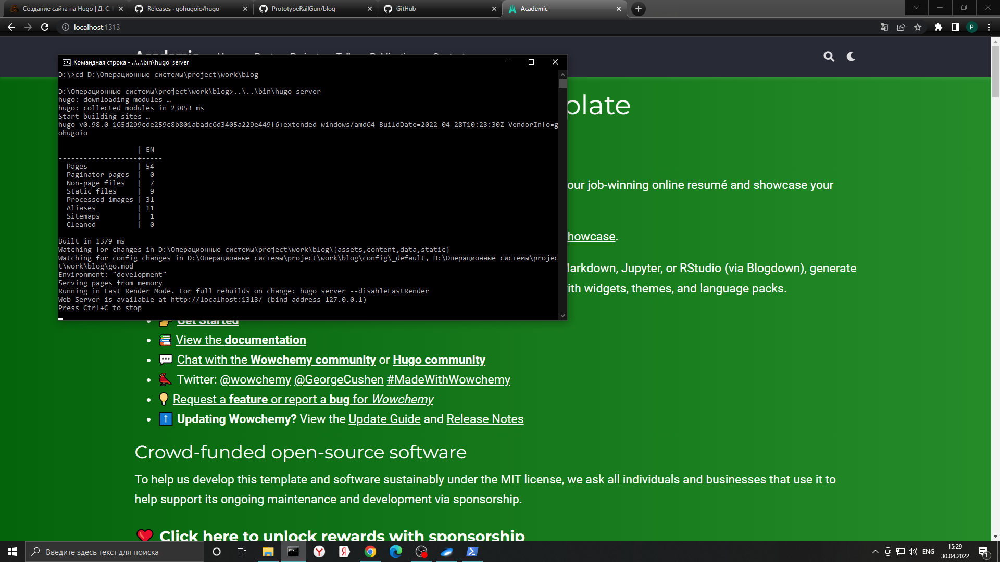 Создание сайта на Hugo | Д. С. 
Releases · gohugoio/hugo
PrototypeRailGun/blog
GitHub
Academic
localhost:1313
P
Командная строка - ..\..\bin\hugo server
D:\>cd D:\Операционные системы\project\work\blog
D:\Операционные системы\project\work\blog>..\..\bin\hugo server
hugo: downloading modules …
hugo: collected modules in 23853 ms
Start building sites …
hugo v0.98.0-165d299cde259c8b801abadc6d3405a229e449f6+extended windows/amd64 BuildDate=2022-04-28T10:23:30Z VendorInfo=g
ohugoio
| EN
-------------------+-----
Pages | 54
Paginator pages | 0
Non-page files | 7
Static files | 9
Processed images | 31
Aliases | 11
Sitemaps | 1
Cleaned | 0
Built in 1379 ms
Watching for changes in D:\Операционные системы\project\work\blog\{assets,content,data,static}
Watching for config changes in D:\Операционные системы\project\work\blog\config\_default, D:\Операционные системы\projec
t\work\blog\go.mod
Environment: "development"
Serving pages from memory
Running in Fast Render Mode. For full rebuilds on change: hugo server --disableFastRender
Web Server is available at http://localhost:1313/ (bind address 127.0.0.1)
Press Ctrl+C to stop
plate
our job-winning online resumé and showcase your
howcase.
Markdown, Jupyter, or RStudio (via Blogdown), generate
ith widgets, themes, and language packs.
Get Started
View the documentation
Chat with the Wowchemy community or Hugo community
Twitter: @wowchemy @GeorgeCushen #MadeWithWowchemy
Request a feature or report a bug for Wowchemy
Updating Wowchemy? View the Update Guide and Release Notes
Crowd-funded open-source software
To help us develop this template and software sustainably under the MIT license, we ask all individuals and businesses that use it to
help support its ongoing maintenance and development via sponsorship.
Click here to unlock rewards with sponsorship
Введите здесь текст для поиска
ENG
15:29
30.04.2022
1